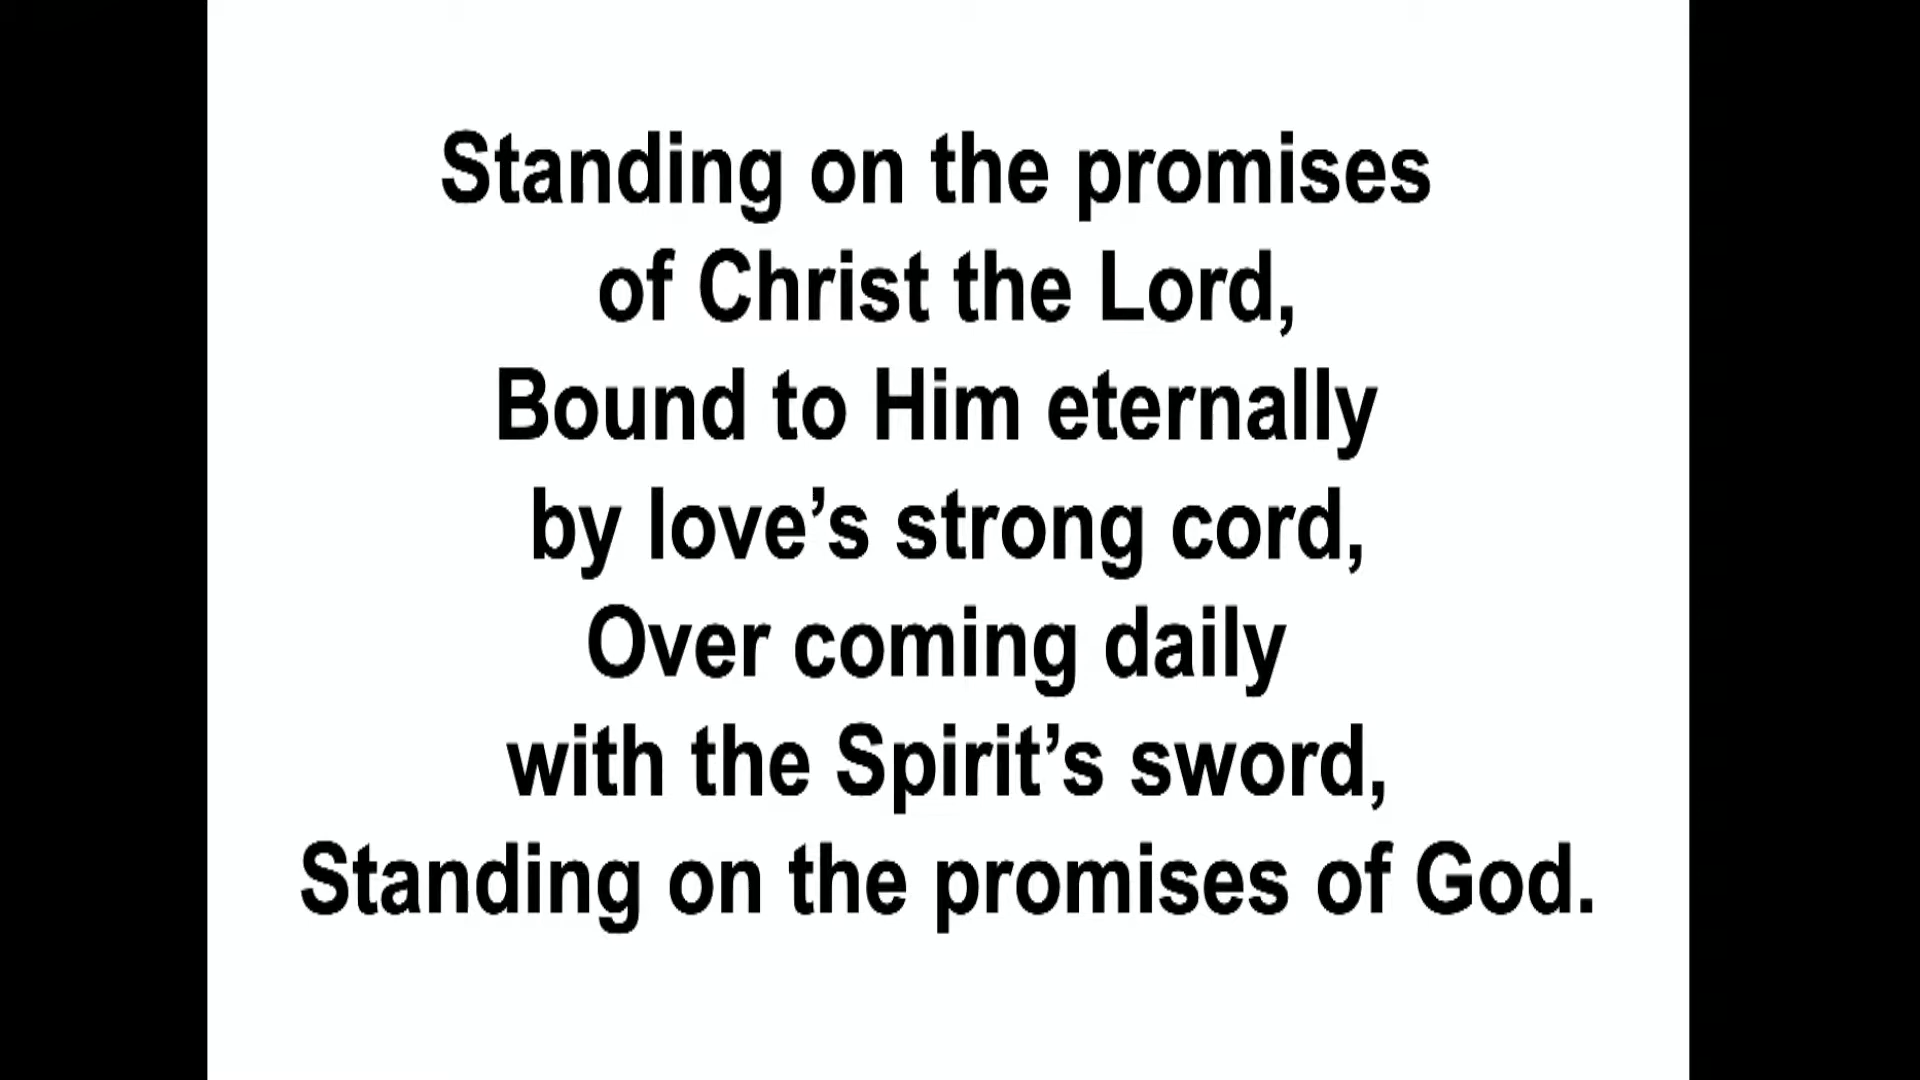 Standing on the promises
of Christ the Lord,
Bound to Him eternally
by love’s strong cord,
Over coming daily
with the Spirit’s sword,
Standing on the promises of God.